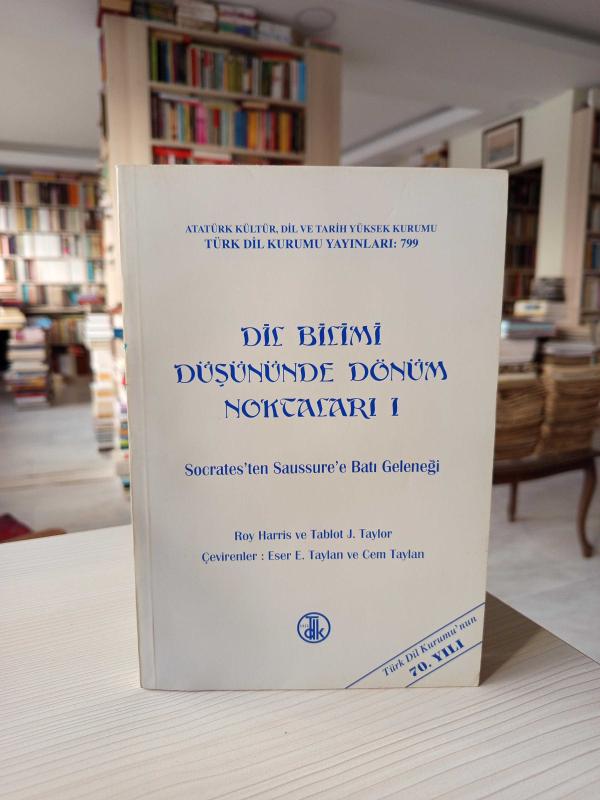 ATATÜRK KÜLTÜR, DİL VE TARİH YÜKSEK KURUMU
TÜRK DİL KURUMU YAYINLARI: 799
DİL BİLİMİ
DÜŞÜNÜNDE DÖNÜM
NOKTALARI I
Socrates'ten Saussure'e Batı Geleneği
Roy Harris ve Tablot J. Taylor
Çevirenler : Eser E. Taylan ve Cem Taylan
tdk
Türk Dil Kurumu'nun
70. YILI